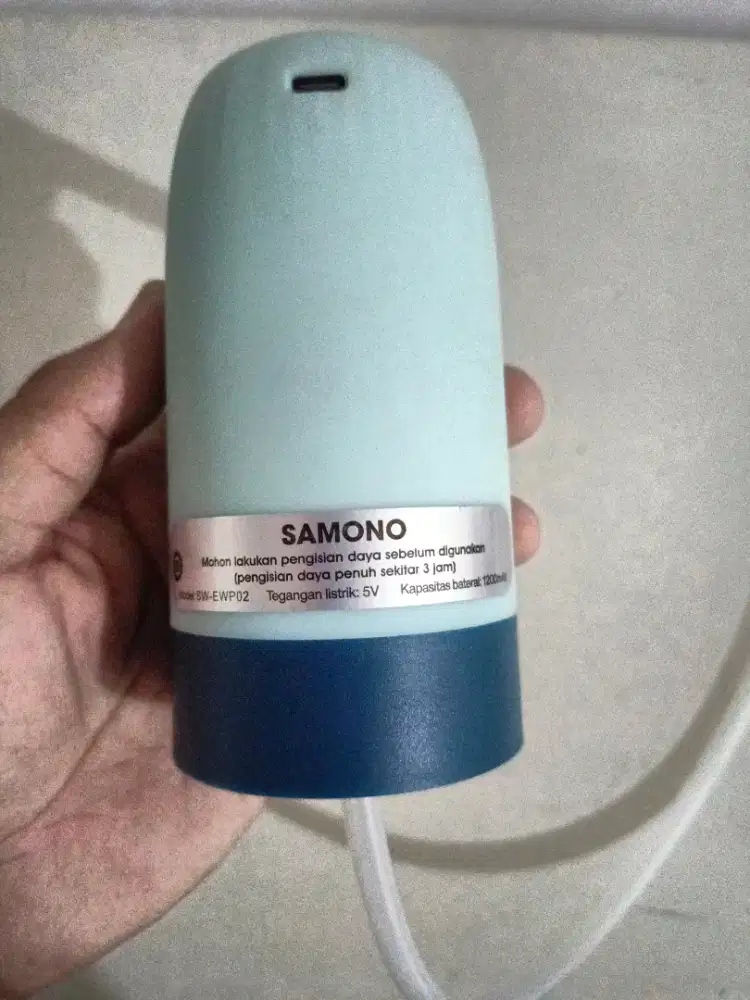 SAMONO
Mohon lakukan pengisian daya sebelum digunakan
(pengisian daya penuh sekitar 3 jam)
Model: SW-EWP02 Tegangan listrik: 5V Kapasitas baterai: 1200mAh